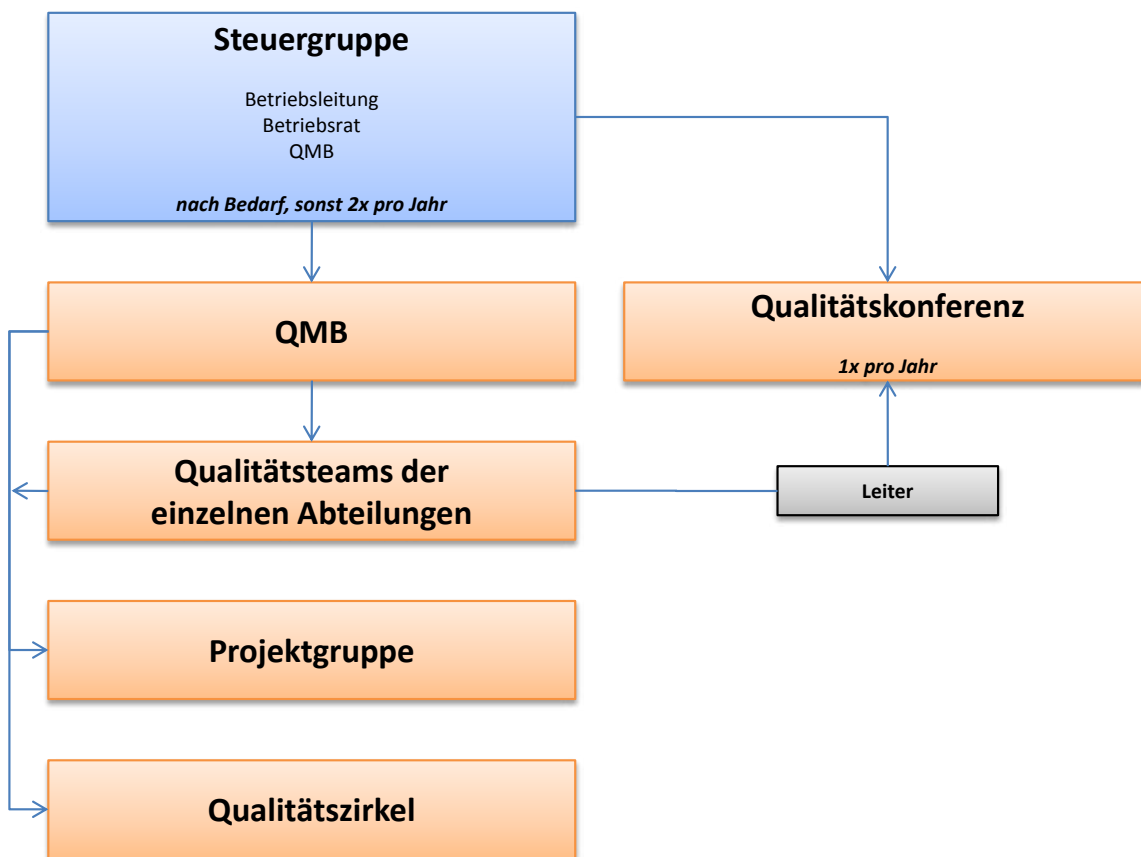 Steuergruppe
Betriebsleitung
Betriebsrat
QMB
nach Bedarf, sonst 2x pro Jahr
QMB
Qualitätskonferenz
1x pro Jahr
Qualitätsteams der
einzelnen Abteilungen
Leiter
Projektgruppe
Qualitätszirkel